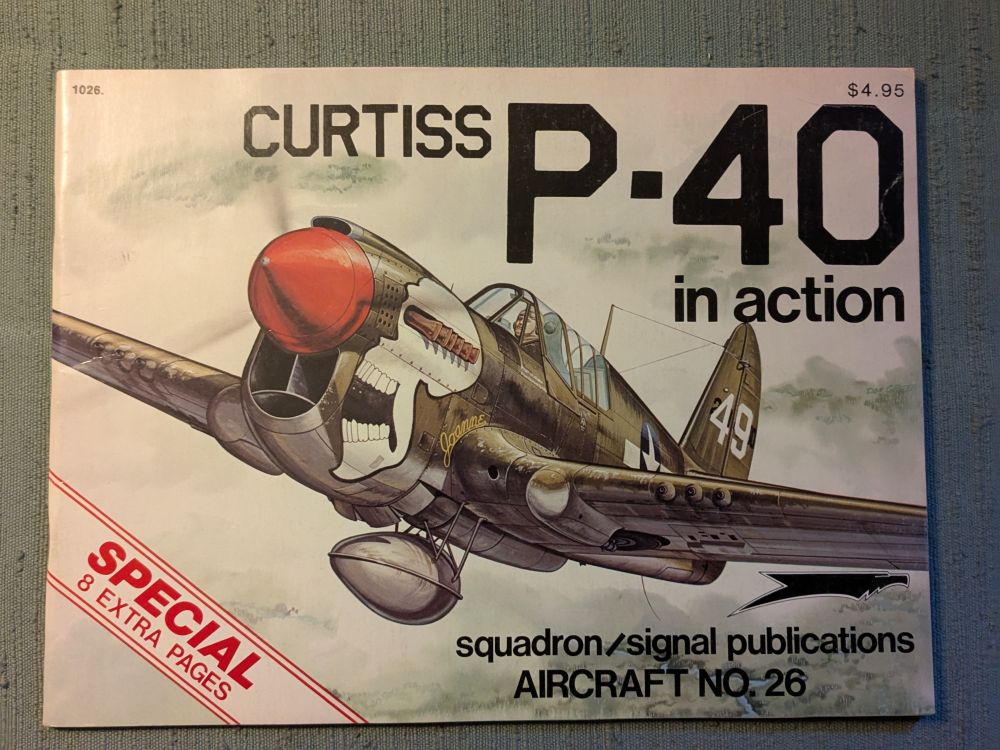 1026.
$4.95
CURTISS P-40
in action
49
Joanne
SPECIAL
8 EXTRA PAGES
squadron/signal publications
AIRCRAFT NO. 26